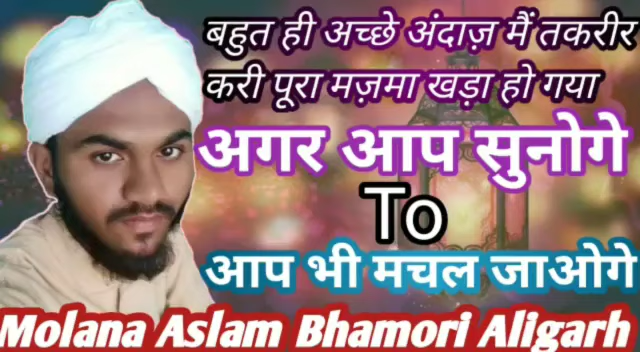 बहुत ही अच्छे अंदाज़ मैं तकरीर
करी पूरा मज़मा खड़ा हो गया
अगर आप सुनोगे
To
आप भी मचल जाओगे
Molana Aslam Bhamori Aligarh